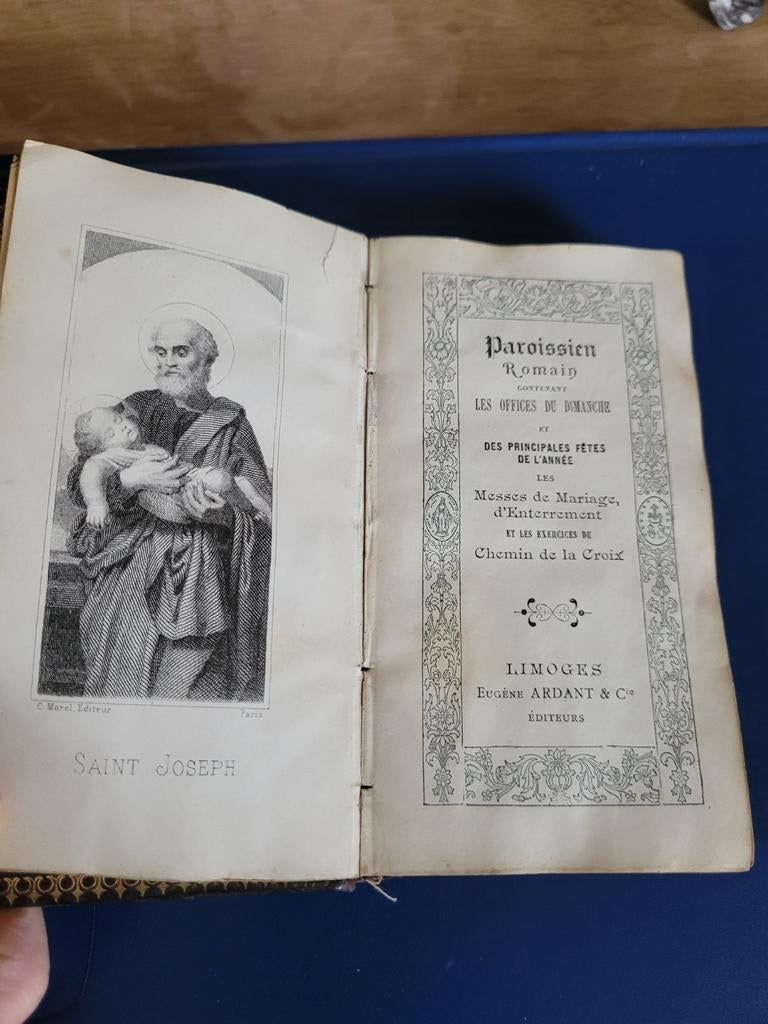 C. Morel, Editeur
Paris
SAINT JOSEPH
Paroissien
Romain
CONTENANT
LES OFFICES DU DIMANCHE
ET
DES PRINCIPALES FÊTES
DE L'ANNÉE
LES
Messes de Mariage,
d'Enterrement
ET LES EXERCICES DU
Chemin de la Croix
LIMOGES
EUGÈNE ARDANT & Cie
ÉDITEURS